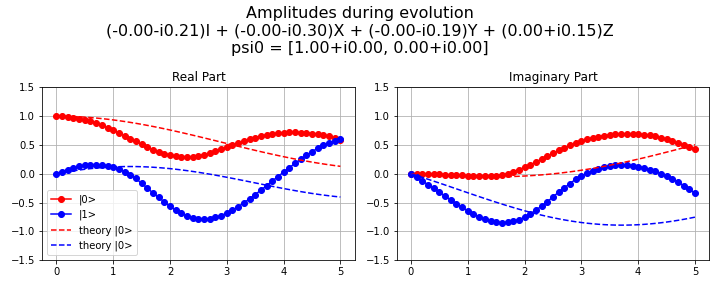 Amplitudes during evolution
(-0.00-i0.21)I + (-0.00-i0.30)X + (-0.00-i0.19)Y + (0.00+i0.15)Z
psi0 = [1.00+i0.00, 0.00+i0.00]
Real Part
1.5
1.0
0.5
0.0
−0.5
−1.0
−1.5
|0>
|1>
theory |0>
theory |0>
0 1 2 3 4 5
Imaginary Part
1.5
1.0
0.5
0.0
−0.5
−1.0
−1.5
0 1 2 3 4 5